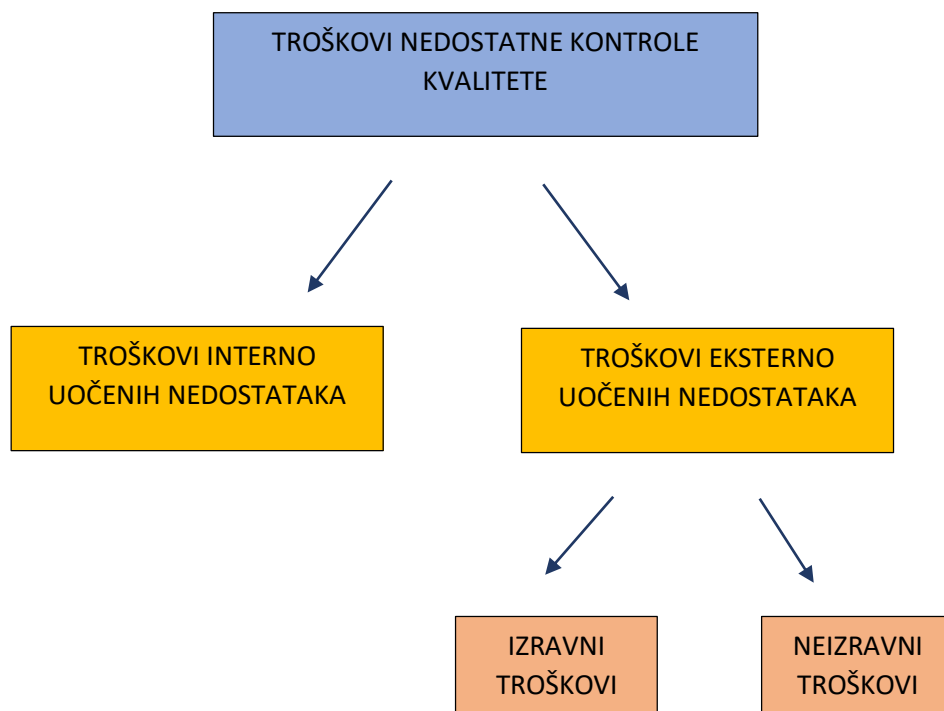 TROŠKOVI NEDOSTATNE KONTROLE
KVALITETE
TROŠKOVI INTERNO
UOČENIH NEDOSTATAKA
TROŠKOVI EKSTERNO
UOČENIH NEDOSTATAKA
IZRAVNI
TROŠKOVI
NEIZRAVNI
TROŠKOVI